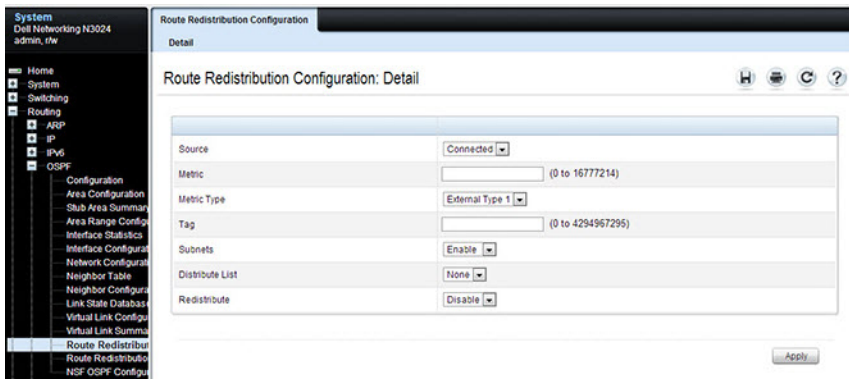 System
Dell Networking N3024
admin, r/w
Home
System
Switching
Routing
ARP
IP
IPv6
OSPF
Configuration
Area Configuration
Stub Area Summary
Area Range Configu
Interface Statistics
Interface Configurat
Network Configurati
Neighbor Table
Neighbor Configura
Link State Database
Virtual Link Configu
Virtual Link Summa
Route Redistribut
Route Redistributio
NSF OSPF Configu
Route Redistribution Configuration
Detail
Route Redistribution Configuration: Detail
H C ?
Source Connected
Metric (0 to 16777214)
Metric Type External Type 1
Tag (0 to 4294967295)
Subnets Enable
Distribute List None
Redistribute Disable
Apply